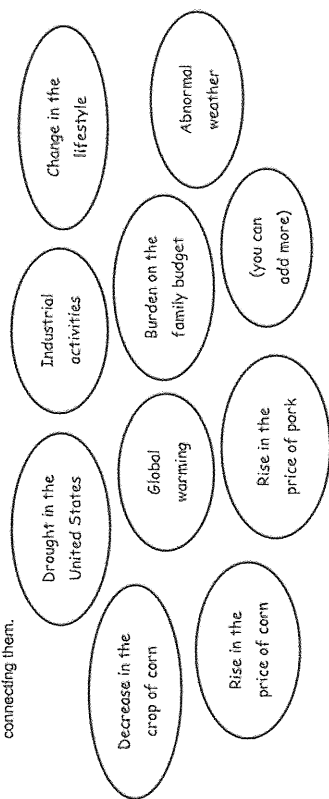 connecting them.
Drought in the
United States
Industrial
activities
Change in the
lifestyle
Decrease in the
crop of corn
Global
warming
Burden on the
family budget
Abnormal
weather
Rise in the
price of corn
Rise in the
price of pork
(you can
add more)